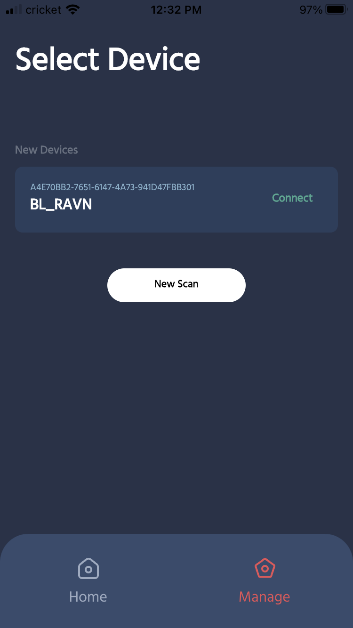 cricket 12:32 PM 97%
Select Device
New Devices
A4E70BB2-7651-6147-4A73-941D47FBB301
BL_RAVN
Connect
New Scan
Home Manage